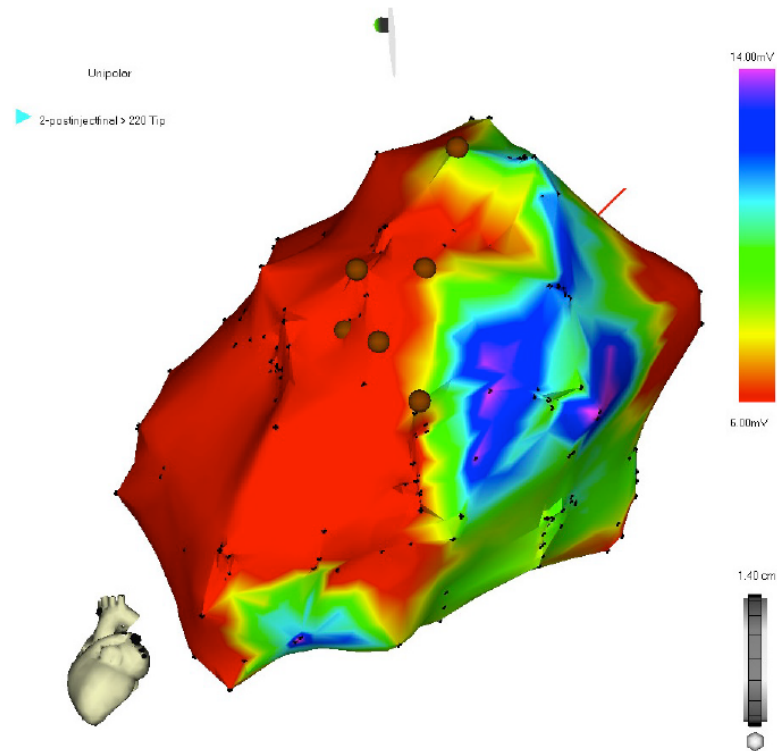 Unipolar
2-postinjectfinal > 220 Tip
14.00mV
6.00mV
1.40 cm